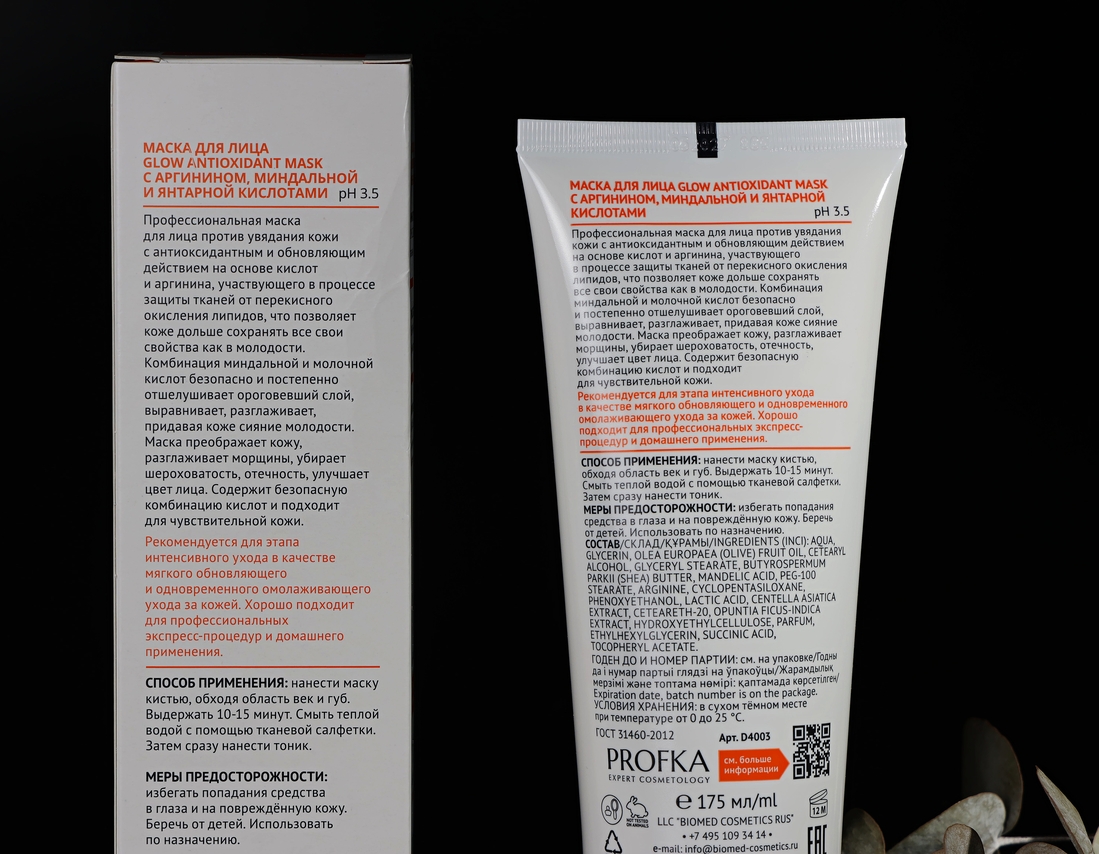 МАСКА ДЛЯ ЛИЦА
GLOW ANTIOXIDANT MASK
С АРГИНИНОМ, МИНДАЛЬНОЙ
И ЯНТАРНОЙ КИСЛОТАМИ pH 3.5
Профессиональная маска
для лица против увядания кожи
с антиоксидантным и обновляющим
действием на основе кислот
и аргинина, участвующего в процессе
защиты тканей от перекисного
окисления липидов, что позволяет
коже дольше сохранять все свои
свойства как в молодости.
Комбинация миндальной и молочной
кислот безопасно и постепенно
отшелушивает ороговевший слой,
выравнивает, разглаживает,
придавая коже сияние молодости.
Маска преображает кожу,
разглаживает морщины, убирает
шероховатость, отечность, улучшает
цвет лица. Содержит безопасную
комбинацию кислот и подходит
для чувствительной кожи.
Рекомендуется для этапа
интенсивного ухода в качестве
мягкого обновляющего
и одновременного омолаживающего
ухода за кожей. Хорошо подходит
для профессиональных
экспресс-процедур и домашнего
применения.
СПОСОБ ПРИМЕНЕНИЯ: нанести маску
кистью, обходя область век и губ.
Выдержать 10-15 минут. Смыть теплой
водой с помощью тканевой салфетки.
Затем сразу нанести тоник.
МЕРЫ ПРЕДОСТОРОЖНОСТИ:
избегать попадания средства
в глаза и на повреждённую кожу.
Беречь от детей. Использовать
по назначению.
МАСКА ДЛЯ ЛИЦА GLOW ANTIOXIDANT MASK
С АРГИНИНОМ, МИНДАЛЬНОЙ И ЯНТАРНОЙ
КИСЛОТАМИ pH 3.5
Профессиональная маска для лица против увядания
кожи с антиоксидантным и обновляющим действием
на основе кислот и аргинина, участвующего
в процессе защиты тканей от перекисного окисления
липидов, что позволяет коже дольше сохранять
все свои свойства как в молодости. Комбинация
миндальной и молочной кислот безопасно
и постепенно отшелушивает ороговевший слой,
выравнивает, разглаживает, придавая коже сияние
молодости. Маска преображает кожу, разглаживает
морщины, убирает шероховатость, отечность,
улучшает цвет лица. Содержит безопасную
комбинацию кислот и подходит
для чувствительной кожи.
Рекомендуется для этапа интенсивного ухода
в качестве мягкого обновляющего и одновременного
омолаживающего ухода за кожей. Хорошо
подходит для профессиональных экспресс-
процедур и домашнего применения.
СПОСОБ ПРИМЕНЕНИЯ: нанести маску кистью,
обходя область век и губ. Выдержать 10-15 минут.
Смыть теплой водой с помощью тканевой салфетки.
Затем сразу нанести тоник.
МЕРЫ ПРЕДОСТОРОЖНОСТИ: избегать попадания
средства в глаза и на повреждённую кожу. Беречь
от детей. Использовать по назначению.
СОСТАВ/СКЛАД/ҚҰРАМЫ/INGREDIENTS (INCI): AQUA,
GLYCERIN, OLEA EUROPAEA (OLIVE) FRUIT OIL, CETEARYL
ALCOHOL, GLYCERYL STEARATE, BUTYROSPERMUM
PARKII (SHEA) BUTTER, MANDELIC ACID, PEG-100
STEARATE, ARGININE, CYCLOPENTASILOXANE,
PHENOXYETHANOL, LACTIC ACID, CENTELLA ASIATICA
EXTRACT, CETEARETH-20, OPUNTIA FICUS-INDICA
EXTRACT, HYDROXYETHYLCELLULOSE, PARFUM,
ETHYLHEXYLGLYCERIN, SUCCINIC ACID,
TOCOPHERYL ACETATE.
ГОДЕН ДО И НОМЕР ПАРТИИ: см. на упаковке/Годны
да і нумар партыі глядзі на ўпакоўцы/Жарамдылық
мерзімі және топтама нөмірі: қаптамада көрсетілген/
Expiration date, batch number is on the package.
УСЛОВИЯ ХРАНЕНИЯ: в сухом тёмном месте
при температуре от 0 до 25 °C.
ГОСТ 31460-2012 Арт. D4003
PROFKA
EXPERT COSMETOLOGY
см. больше
информации
℮ 175 мл/ml
NOT TESTED
ON ANIMALS
12 M
LLC "BIOMED COSMETICS RUS"
• +7 495 109 34 14 •
e-mail: info@biomed-cosmetics.ru
EAC